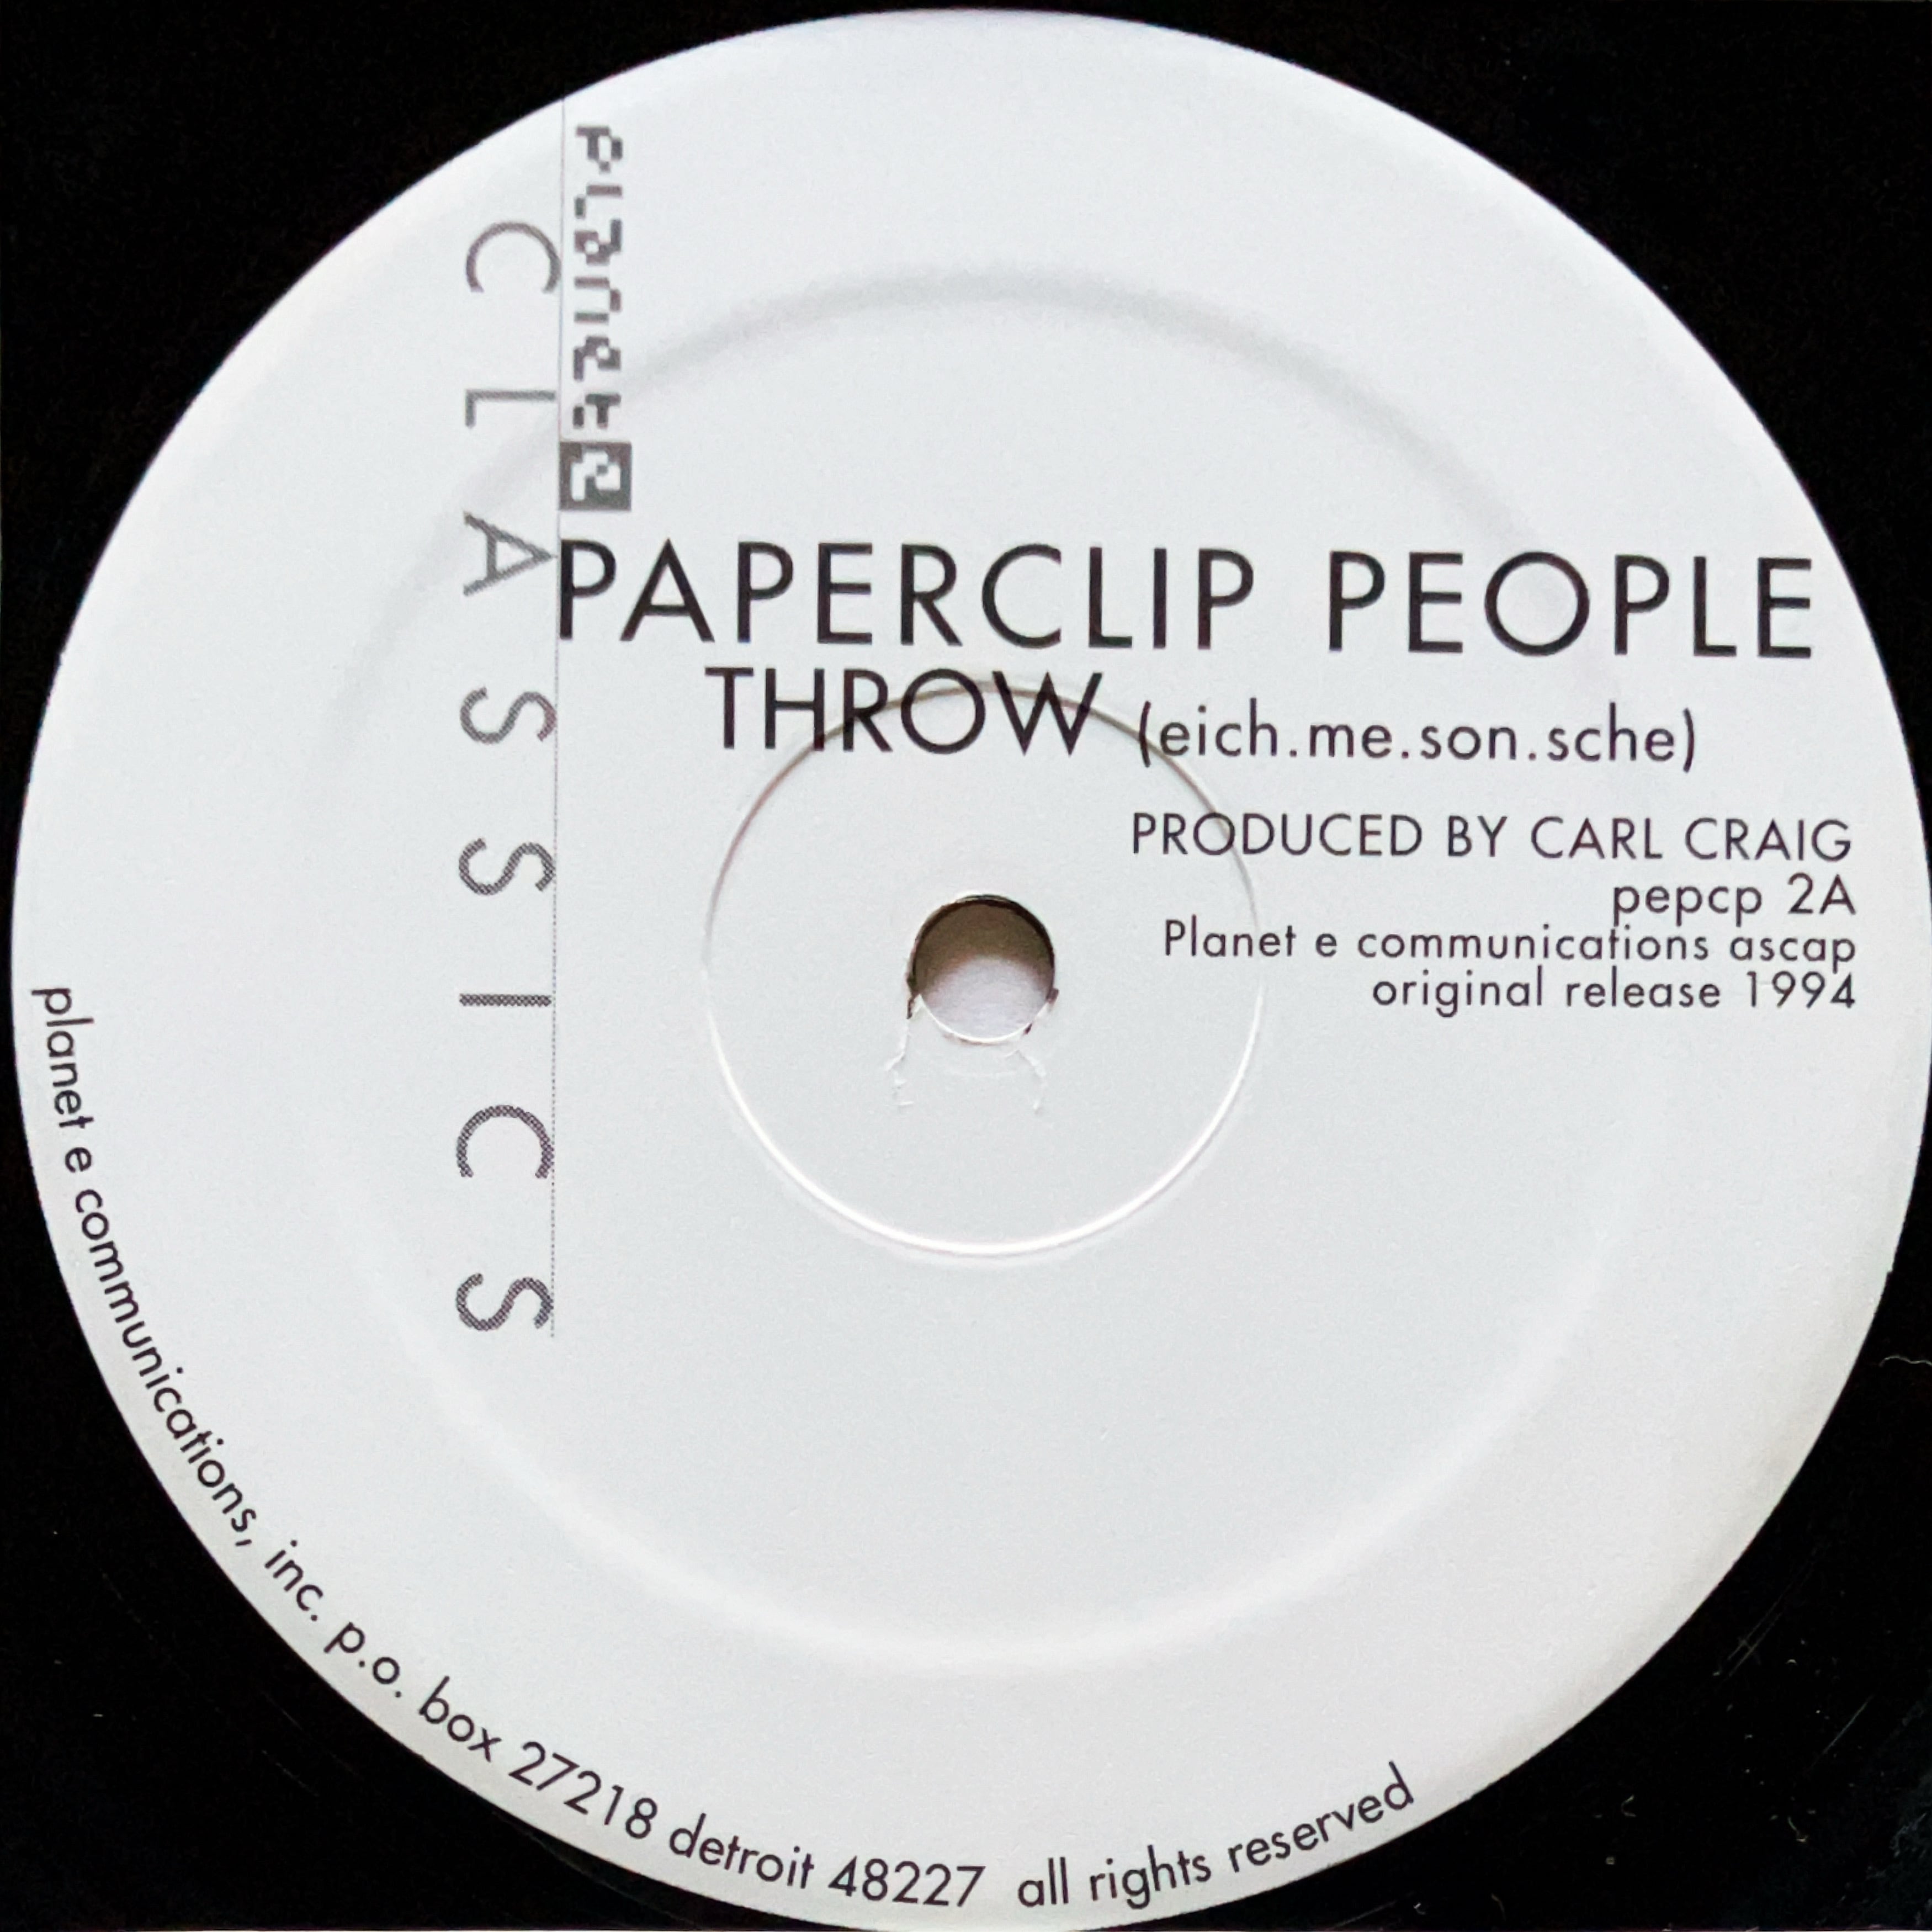 planet e
CLASSICS
PAPERCLIP PEOPLE
THROW (eich.me.son.sche)
PRODUCED BY CARL CRAIG
pepcp 2A
Planet e communications ascap
original release 1994
planet e communications, inc. p.o. box 27218 detroit 48227 all rights reserved